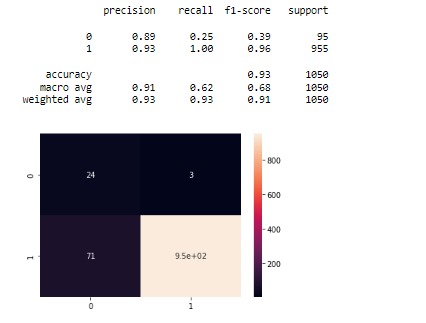 precision recall f1-score support
0 0.89 0.25 0.39 95
1 0.93 1.00 0.96 955
accuracy 0.93 1050
macro avg 0.91 0.62 0.68 1050
weighted avg 0.93 0.93 0.91 1050
800
0 24 3
600
400
1 71 9.5e+02
200
0 1